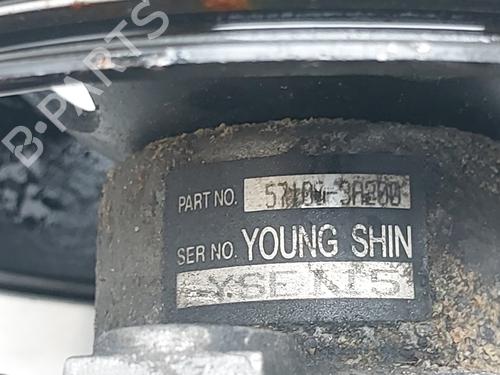 B-PARTS
PART NO. 57100-3A200
SER NO. YOUNG SHIN